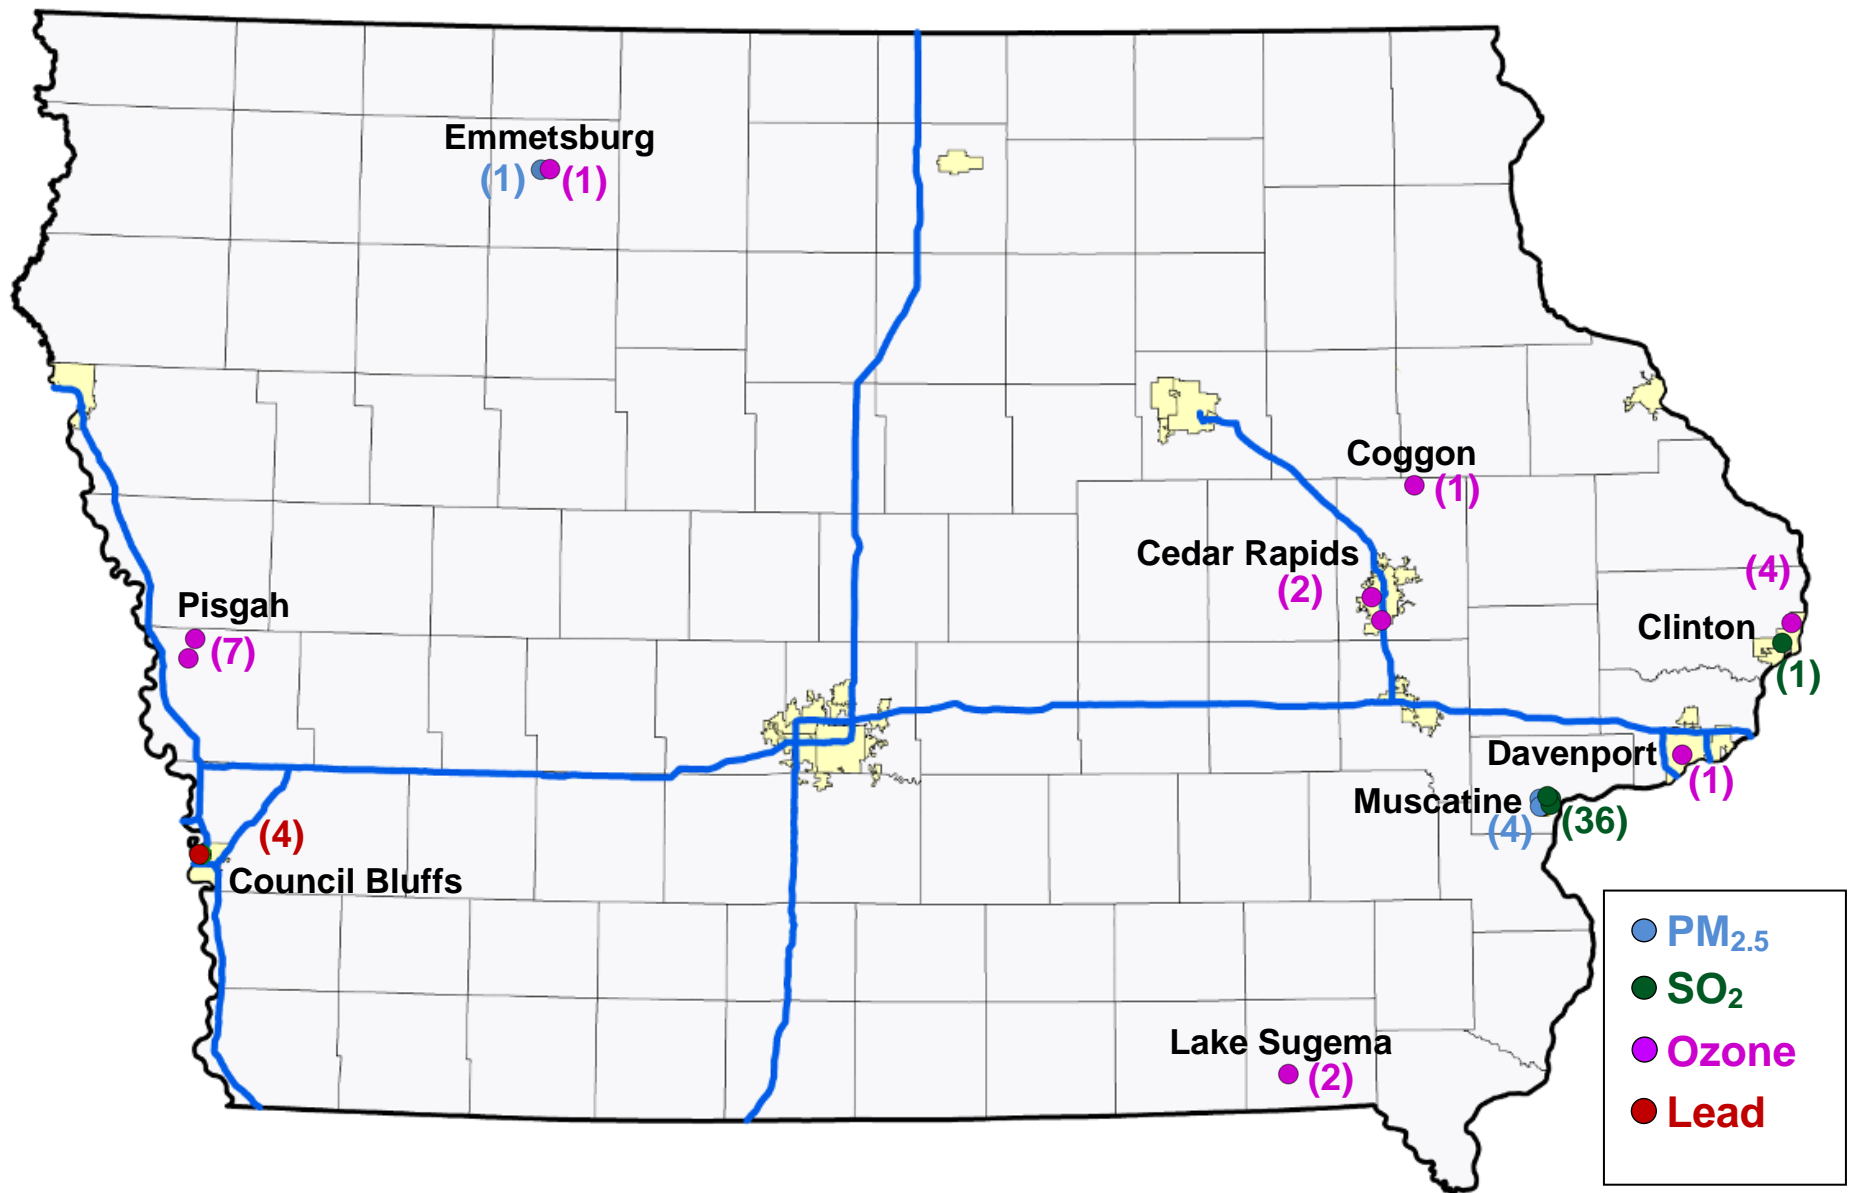 Emmetsburg
(1) (1)
Coggon
(1)
Cedar Rapids
(2)
(4)
Clinton
(1)
Pisgah
(7)
Davenport
(1)
Muscatine
(4) (36)
(4)
Council Bluffs
Lake Sugema
(2)
PM2.5
SO2
Ozone
Lead